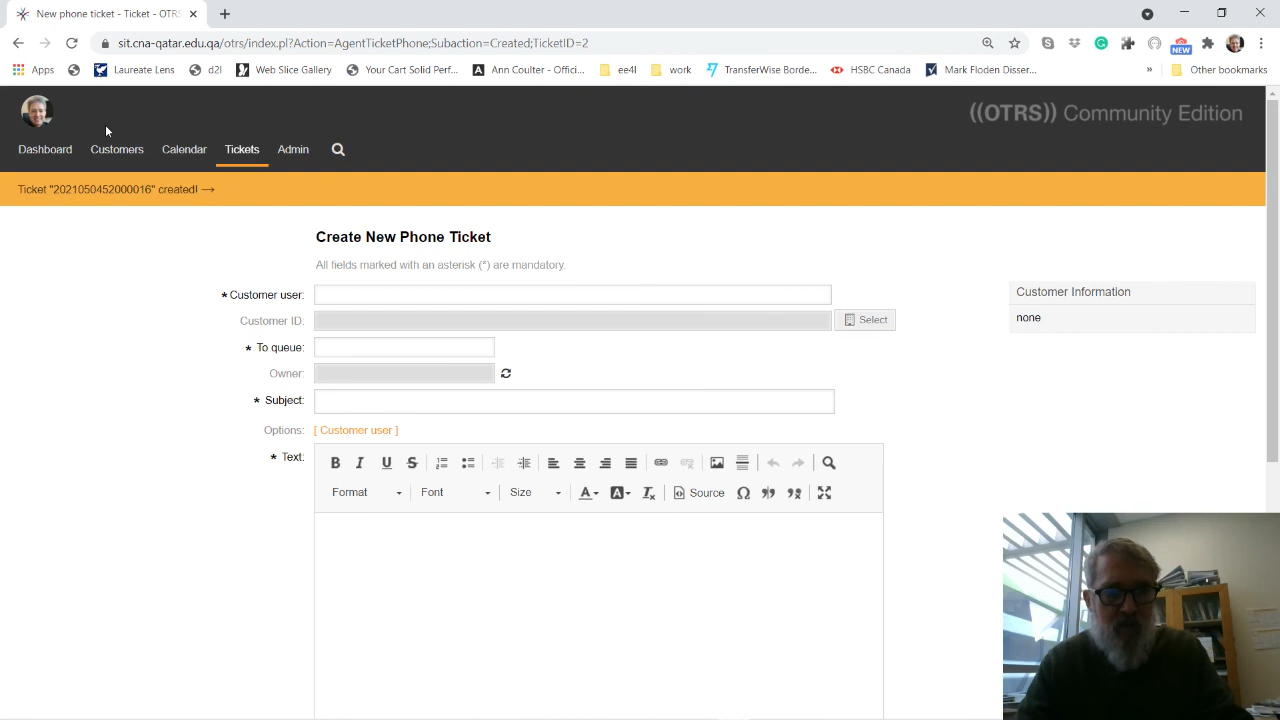 New phone ticket - Ticket - OTRS
sit.cna-qatar.edu.qa/otrs/index.pl?Action=AgentTicketPhone;Subaction=Created;TicketID=2
NEW
Apps
Laureate Lens
d2l
Web Slice Gallery
Your Cart Solid Perf...
Ann Coulter - Offici...
ee4l
work
TransferWise Borde...
HSBC Canada
Mark Floden Disser...
»
Other bookmarks
((OTRS)) Community Edition
Dashboard
Customers
Calendar
Tickets
Admin
Ticket "2021050452000016" created! →
Create New Phone Ticket
All fields marked with an asterisk (*) are mandatory.
* Customer user:
Customer ID:
Select
* To queue:
Owner:
* Subject:
Options: [ Customer user ]
* Text:
B I U S
Format
Font
Size
A
A
Source
Customer Information
none